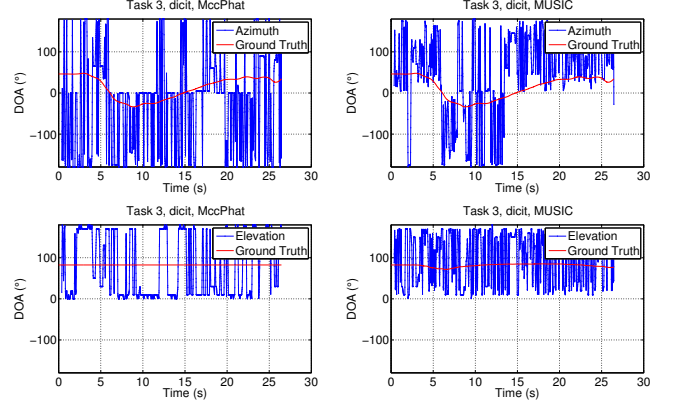 Task 3, dicit, MccPhat
Azimuth
Ground Truth
100
0
−100
DOA (°)
0 5 10 15 20 25 30
Time (s)
Task 3, dicit, MUSIC
Azimuth
Ground Truth
100
0
−100
DOA (°)
0 5 10 15 20 25 30
Time (s)
Task 3, dicit, MccPhat
Elevation
Ground Truth
100
0
−100
DOA (°)
0 5 10 15 20 25 30
Time (s)
Task 3, dicit, MUSIC
Elevation
Ground Truth
100
0
−100
DOA (°)
0 5 10 15 20 25 30
Time (s)